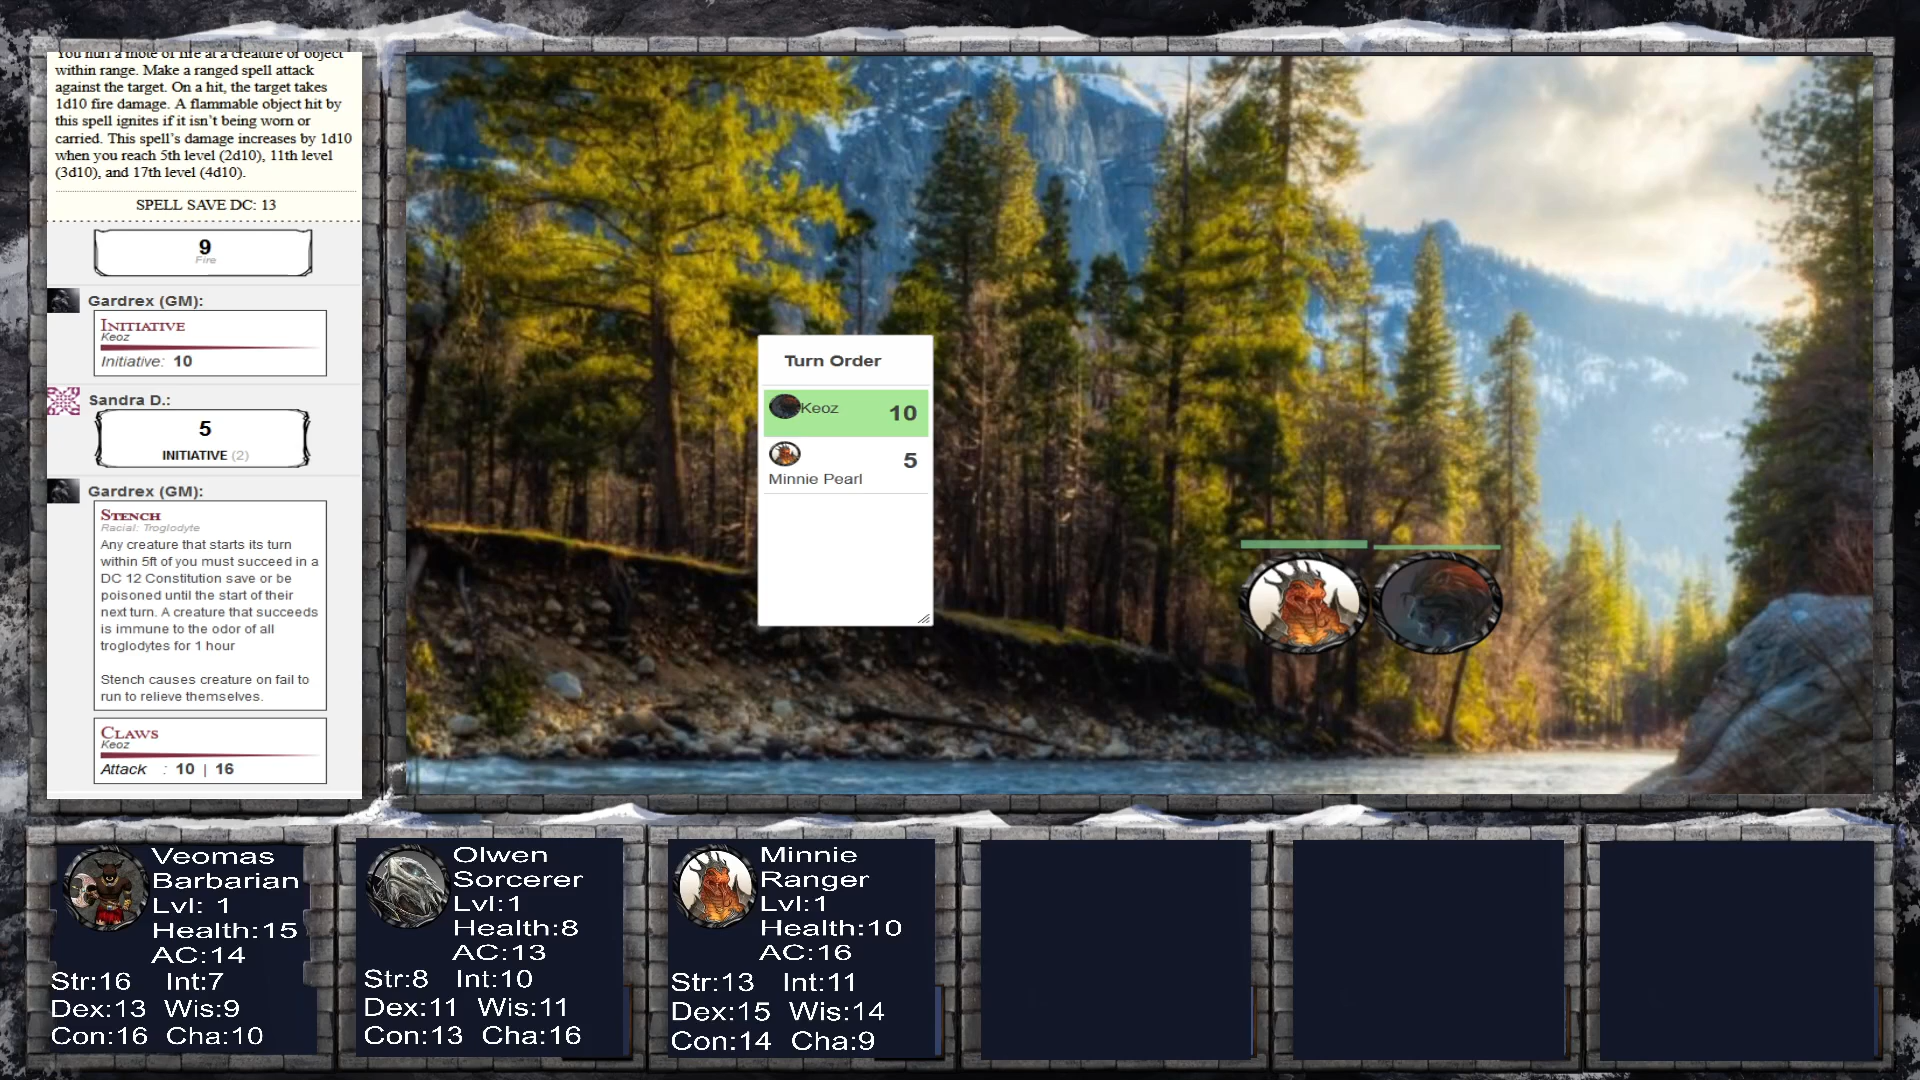 You hurl a mote of fire at a creature or object
within range. Make a ranged spell attack
against the target. On a hit, the target takes
1d10 fire damage. A flammable object hit by
this spell ignites if it isn't being worn or
carried. This spell's damage increases by 1d10
when you reach 5th level (2d10), 11th level
(3d10), and 17th level (4d10).
SPELL SAVE DC: 13
9
Fire
Gardrex (GM):
INITIATIVE
Keoz
Initiative: 10
Sandra D.:
5
INITIATIVE (2)
Gardrex (GM):
STENCH
Racial: Troglodyte
Any creature that starts its turn
within 5ft of you must succeed in a
DC 12 Constitution save or be
poisoned until the start of their
next turn. A creature that succeeds
is immune to the odor of all
troglodytes for 1 hour
Stench causes creature on fail to
run to relieve themselves.
CLAWS
Keoz
Attack : 10 | 16
Turn Order
Keoz 10
5
Minnie Pearl
Veomas
Barbarian
Lvl: 1
Health:15
AC:14
Str:16 Int:7
Dex:13 Wis:9
Con:16 Cha:10
Olwen
Sorcerer
Lvl:1
Health:8
AC:13
Str:8 Int:10
Dex:11 Wis:11
Con:13 Cha:16
Minnie
Ranger
Lvl:1
Health:10
AC:16
Str:13 Int:11
Dex:15 Wis:14
Con:14 Cha:9